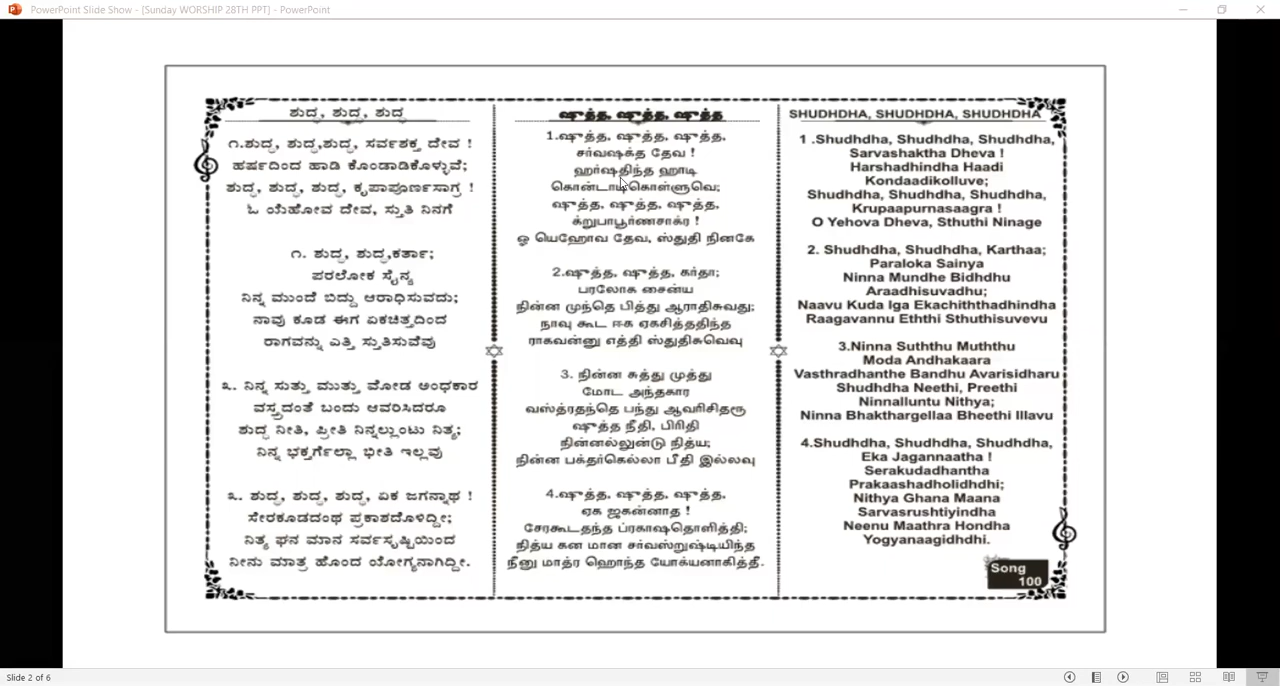 PowerPoint Slide Show - [Sunday WORSHIP 28TH PPT] - PowerPoint
ಶುದ್ಧ, ಶುದ್ಧ, ಶುದ್ಧ
೧.ಶುದ್ಧ, ಶುದ್ಧ,ಶುದ್ಧ, ಸರ್ವಶಕ್ತ ದೇವ !
ಹರ್ಷದಿಂದ ಹಾಡಿ ಕೊಂಡಾಡಿಕೊಳ್ಳುವೆ;
ಶುದ್ಧ, ಶುದ್ಧ, ಶುದ್ಧ, ಕೃಪಾಪೂರ್ಣಸಾಗ್ರ !
ಓ ಯೆಹೋವ ದೇವ, ಸ್ತುತಿ ನಿನಗೆ
೧. ಶುದ್ಧ, ಶುದ್ಧ,ಕರ್ತಾ;
ಪರಲೋಕ ಸೈನ್ಯ
ನಿನ್ನ ಮುಂದೆ ಬಿದ್ದು ಆರಾಧಿಸುವದು;
ನಾವು ಕೂಡ ಈಗ ಏಕಚಿತ್ತದಿಂದ
ರಾಗವನ್ನು ಎತ್ತಿ ಸ್ತುತಿಸುವೆವು
೩. ನಿನ್ನ ಸುತ್ತು ಮುತ್ತು ಮೋಡ ಅಂಧಕಾರ
ವಸ್ತ್ರದಂತೆ ಬಂದು ಆವರಿಸಿದರೂ
ಶುದ್ಧ ನೀತಿ, ಪ್ರೀತಿ ನಿನ್ನಲ್ಲುಂಟು ನಿತ್ಯ;
ನಿನ್ನ ಭಕ್ತರ್ಗೆಲ್ಲಾ ಭೀತಿ ಇಲ್ಲವು
೩. ಶುದ್ಧ, ಶುದ್ಧ, ಶುದ್ಧ, ಏಕ ಜಗನ್ನಾಥ !
ಸೇರಕೂಡದಂಥ ಪ್ರಕಾಶದೊಳಿದ್ದೀ;
ನಿತ್ಯ ಘನ ಮಾನ ಸರ್ವಸೃಷ್ಟಿಯಿಂದ
ನೀನು ಮಾತ್ರ ಹೊಂದ ಯೋಗ್ಯನಾಗಿದ್ದೀ.
ஷுத்த, ஷுத்த, ஷுத்த
1.ஷுத்த, ஷுத்த, ஷுத்த,
சர்வஷக்த தேவ !
ஹர்ஷதிந்த ஹாடி
கொண்டாடிகொள்ளுவெ;
ஷுத்த, ஷுத்த, ஷுத்த,
க்றுபாபூர்ணசாக்ர !
ஓ யெஹோவ தேவ, ஸ்துதி நினகே
2.ஷுத்த, ஷுத்த, கர்தா;
பரலோக சைன்ய
நின்ன முந்தெ பித்து ஆராதிசுவது;
நாவு கூட ஈக ஏகசித்ததிந்த
ராகவன்னு எத்தி ஸ்துதிசுவெவு
3. நின்ன சுத்து முத்து
மோட அந்தகார
வஸ்த்ரதந்தெ பந்து ஆவரிசிதரூ
ஷுத்த நீதி, பிரிதி
நின்னல்லுன்டு நித்ய;
நின்ன பக்தர்கெல்லா பீதி இல்லவு
4.ஷுத்த, ஷுத்த, ஷுத்த,
ஏக ஜகன்னாத !
சேரகூடதந்த ப்ரகாஷதொளித்தி;
நித்ய கன மான சர்வஸ்றுஷ்டியிந்த
நீனு மாத்ர ஹொந்த யோக்யனாகித்தீ.
SHUDHDHA, SHUDHDHA, SHUDHDHA
1 .Shudhdha, Shudhdha, Shudhdha,
Sarvashaktha Dheva !
Harshadhindha Haadi
Kondaadikolluve;
Shudhdha, Shudhdha, Shudhdha,
Krupaapurnasaagra !
O Yehova Dheva, Sthuthi Ninage
2. Shudhdha, Shudhdha, Karthaa;
Paraloka Sainya
Ninna Mundhe Bidhdhu
Araadhisuvadhu;
Naavu Kuda Iga Ekachiththadhindha
Raagavannu Eththi Sthuthisuvevu
3.Ninna Suththu Muththu
Moda Andhakaara
Vasthradhanthe Bandhu Avarisidharu
Shudhdha Neethi, Preethi
Ninnalluntu Nithya;
Ninna Bhakthargellaa Bheethi Illavu
4.Shudhdha, Shudhdha, Shudhdha,
Eka Jagannaatha !
Serakudadhantha
Prakaashadholidhdhi;
Nithya Ghana Maana
Sarvasrushtiyindha
Neenu Maathra Hondha
Yogyanaagidhdhi.
Song
100
Slide 2 of 6